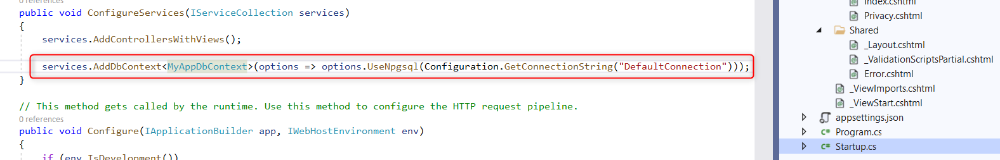 0 references
public void ConfigureServices(IServiceCollection services)
{
services.AddControllersWithViews();
services.AddDbContext<MyAppDbContext>(options => options.UseNpgsql(Configuration.GetConnectionString("DefaultConnection")));
}
// This method gets called by the runtime. Use this method to configure the HTTP request pipeline.
0 references
public void Configure(IApplicationBuilder app, IWebHostEnvironment env)
{
if (env.IsDevelopment())
Index.cshtml
Privacy.cshtml
Shared
_Layout.cshtml
_ValidationScriptsPartial.cshtml
Error.cshtml
_ViewImports.cshtml
_ViewStart.cshtml
appsettings.json
C# Program.cs
C# Startup.cs